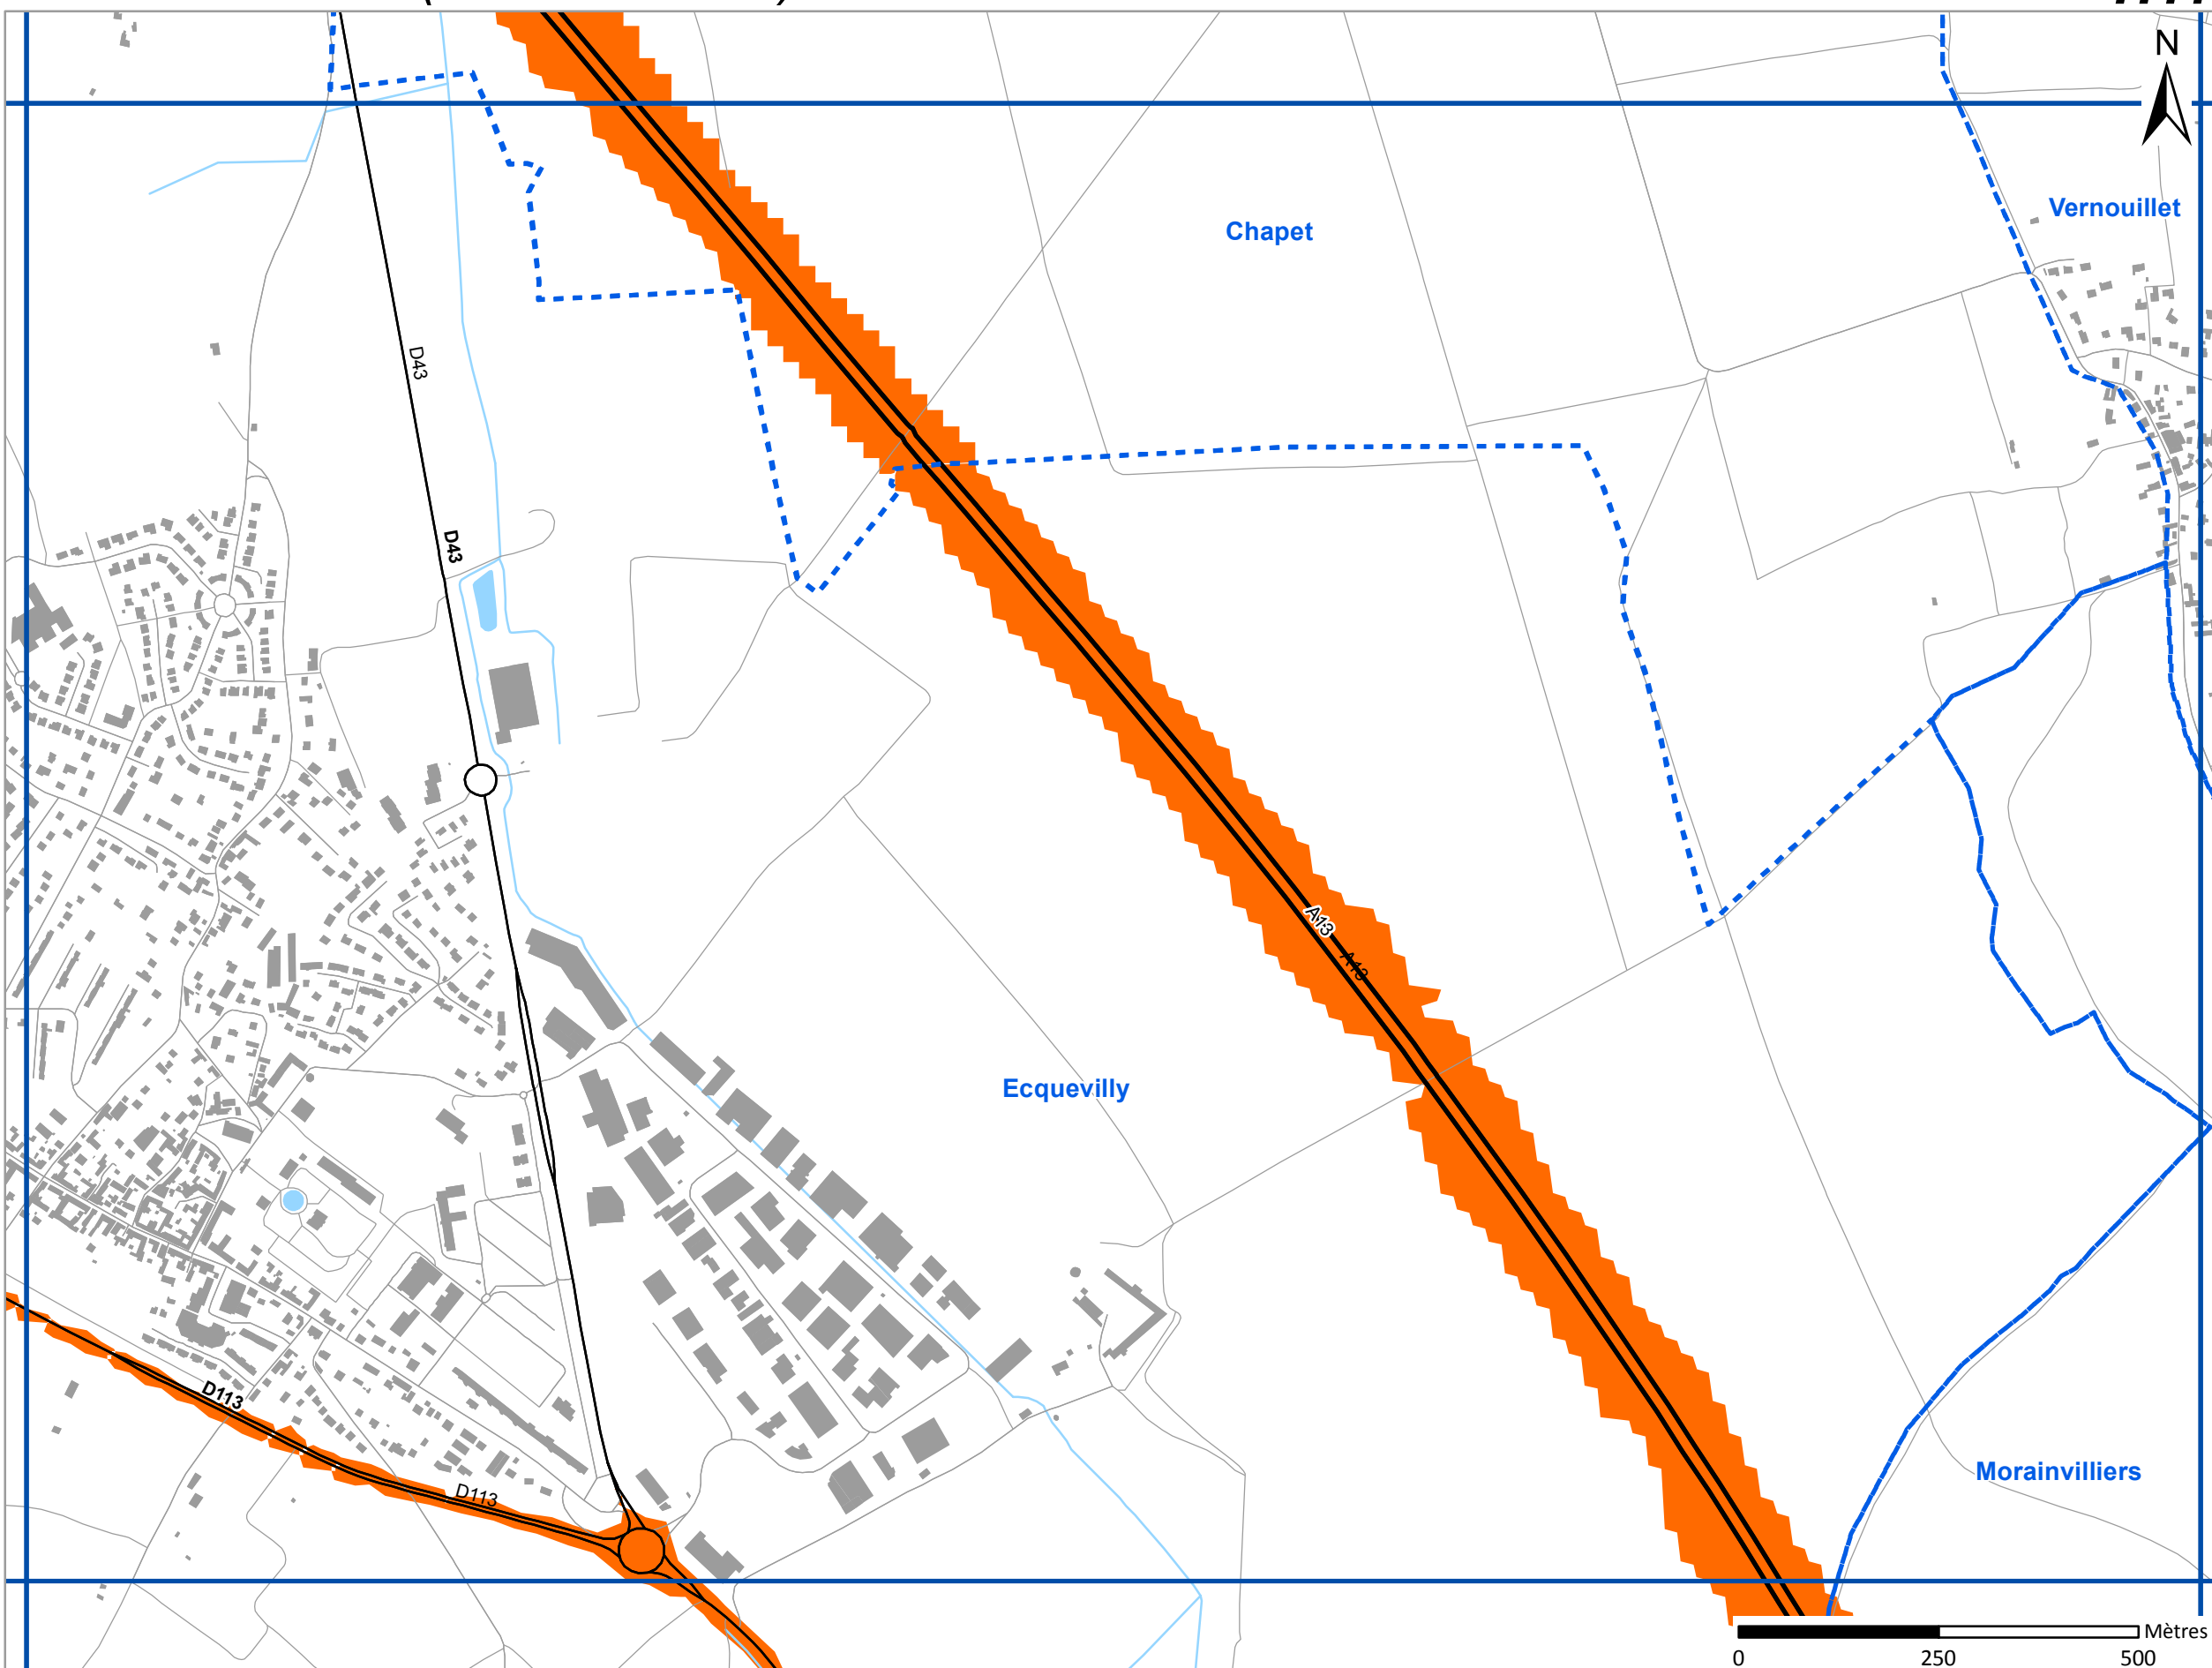 N
Vernouillet
Chapet
D43
D43
A13
A13
Ecquevilly
D113
D113
Morainvilliers
Mètres
0 250 500